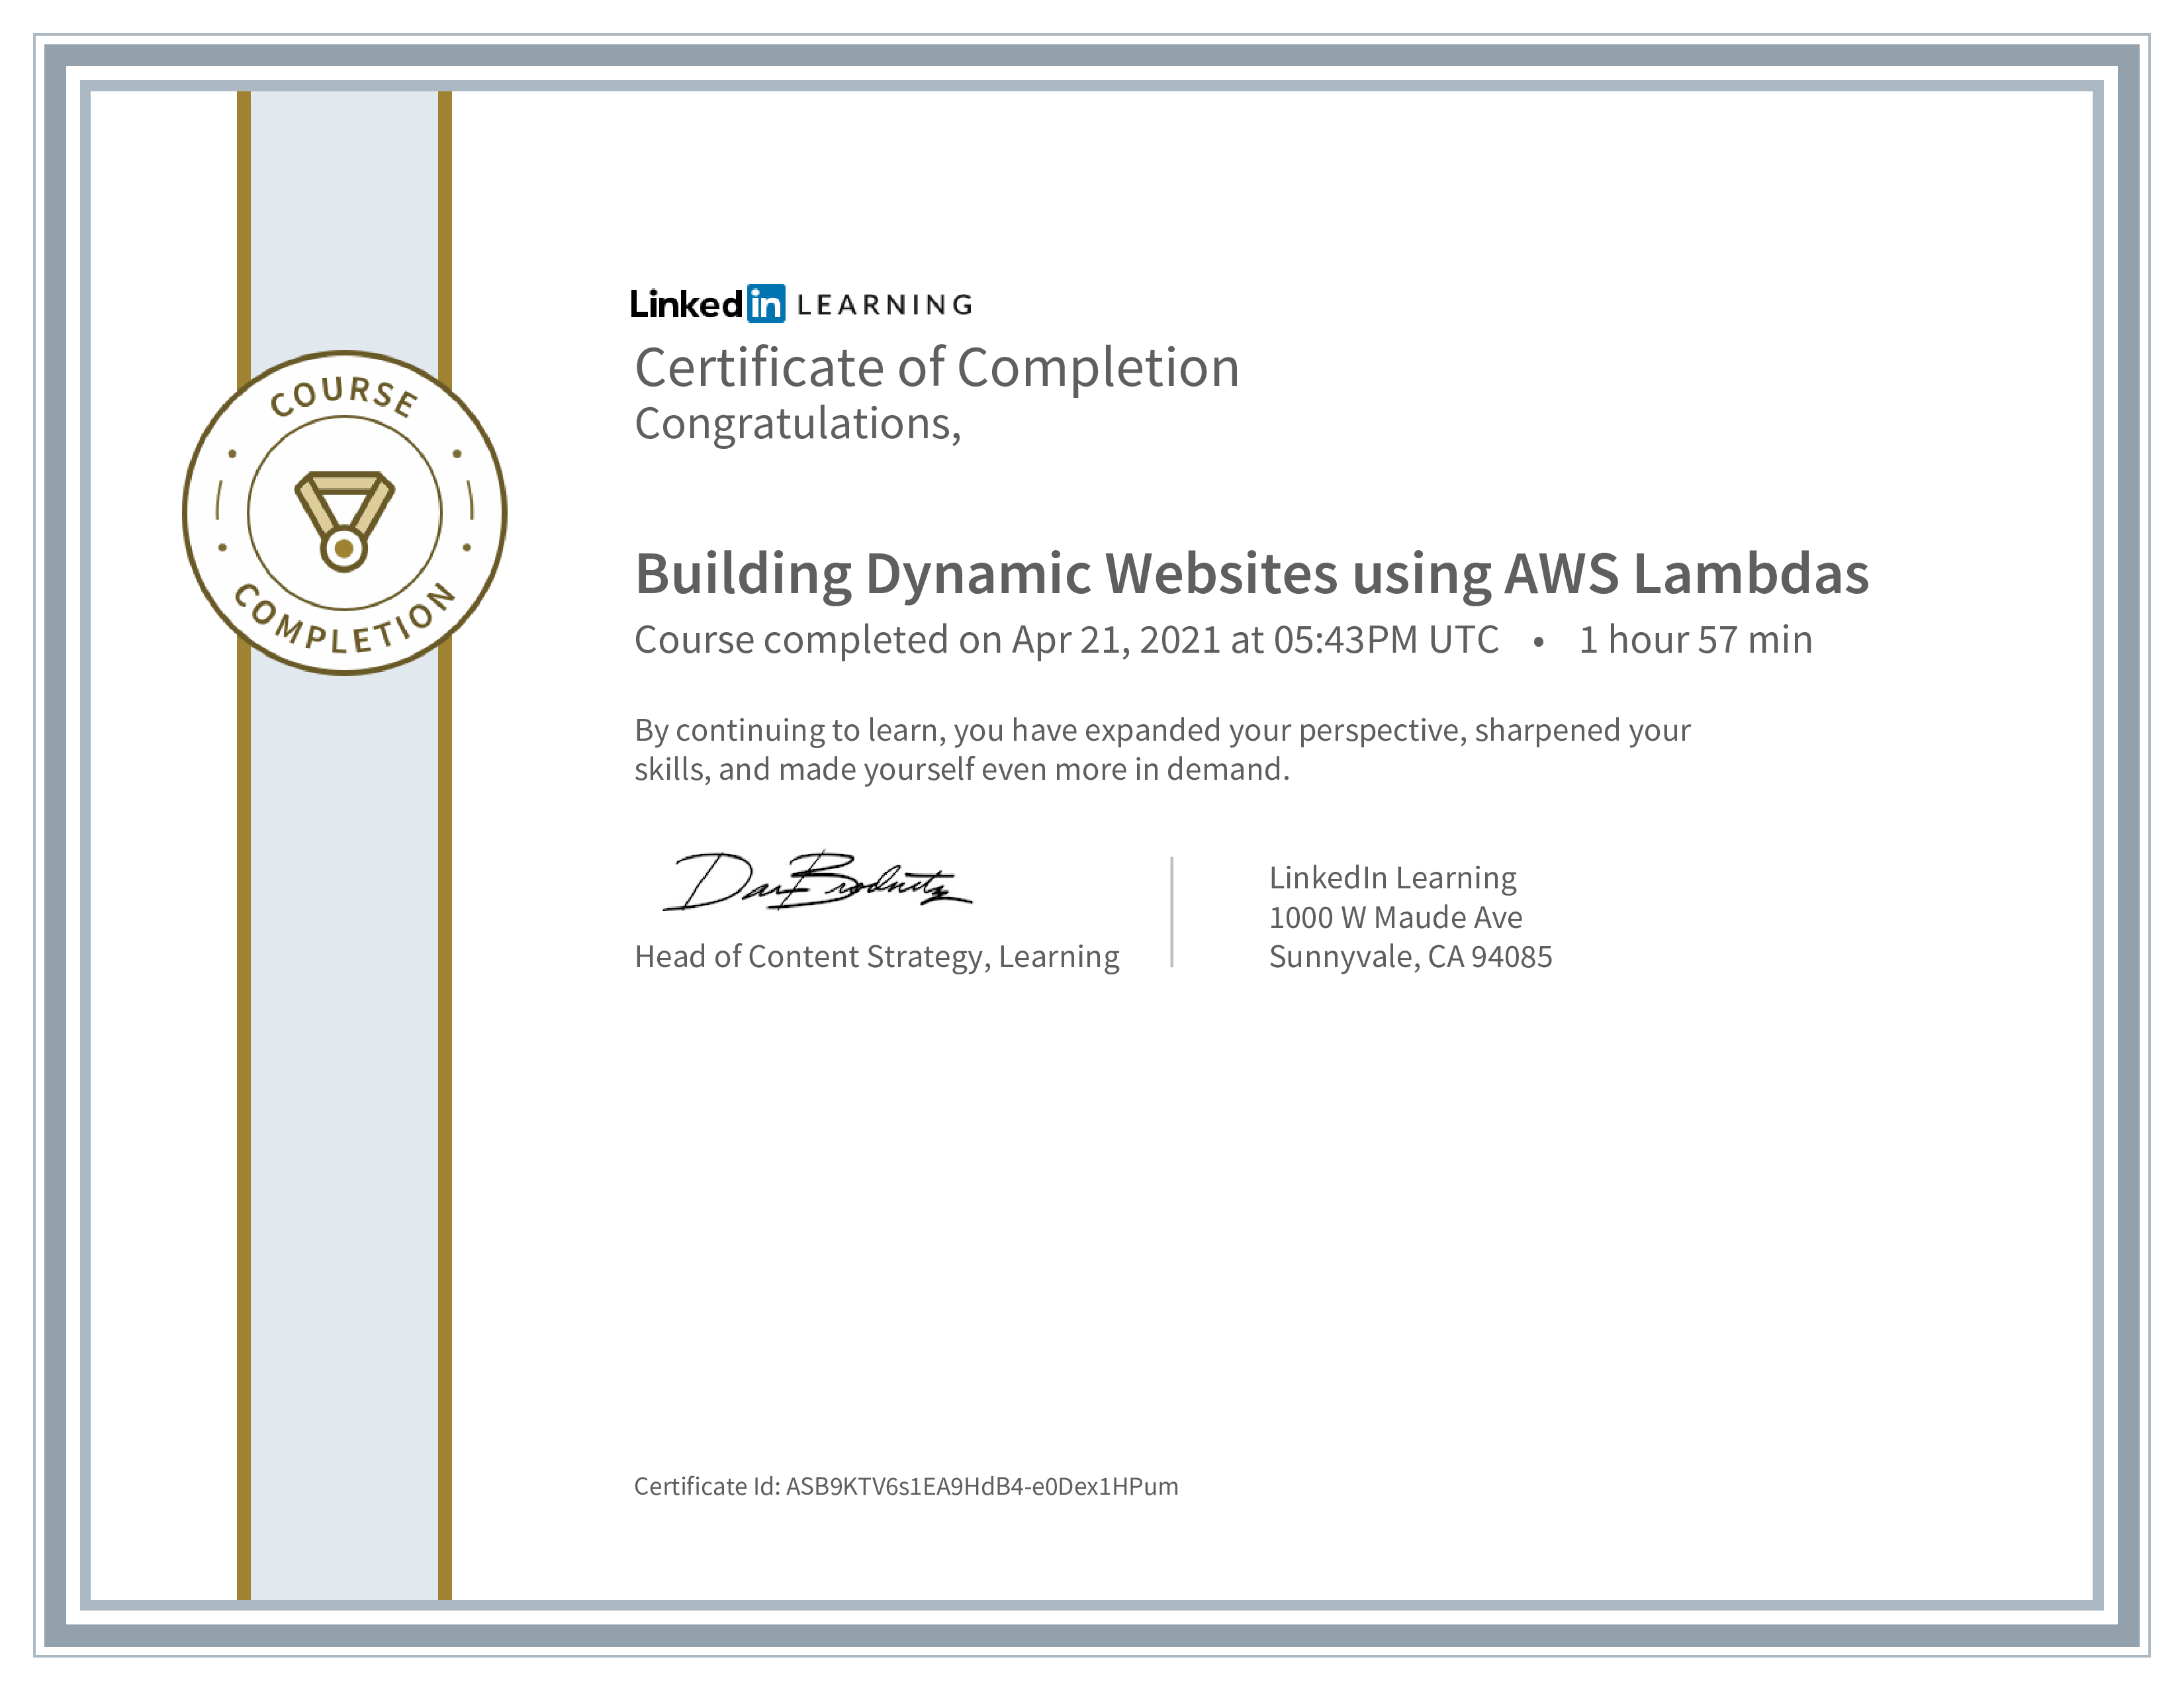 COURSE
COMPLETION
Linkedin LEARNING
Certificate of Completion
Congratulations,
Building Dynamic Websites using AWS Lambdas
Course completed on Apr 21, 2021 at 05:43PM UTC • 1 hour 57 min
By continuing to learn, you have expanded your perspective, sharpened your
skills, and made yourself even more in demand.
Dan Brodnitz
Head of Content Strategy, Learning
LinkedIn Learning
1000 W Maude Ave
Sunnyvale, CA 94085
Certificate Id: ASB9KTV6s1EA9HdB4-e0Dex1HPum